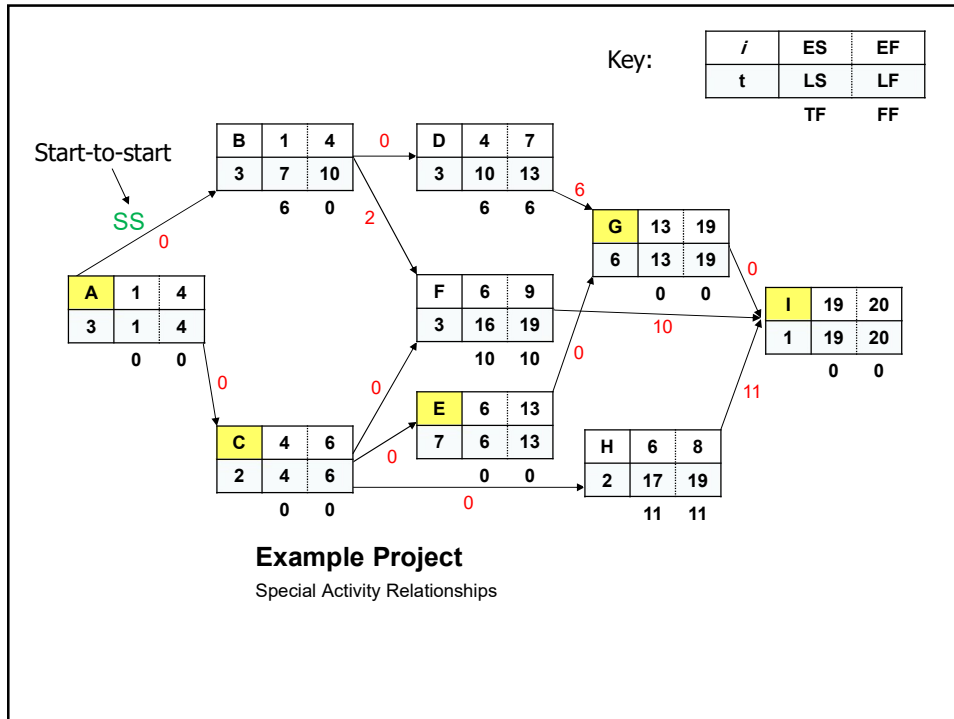 Key:
i ES EF
t LS LF
TF FF
Start-to-start
SS
0
B 1 4
3 7 10
6 0
0
2
D 4 7
3 10 13
6 6
6
G 13 19
6 13 19
0 0
0
A 1 4
3 1 4
0 0
0
F 6 9
3 16 19
10 10
10
I 19 20
1 19 20
0 0
0
0
E 6 13
7 6 13
0 0
0
C 4 6
2 4 6
0 0
0
H 6 8
2 17 19
11 11
11
Example Project
Special Activity Relationships